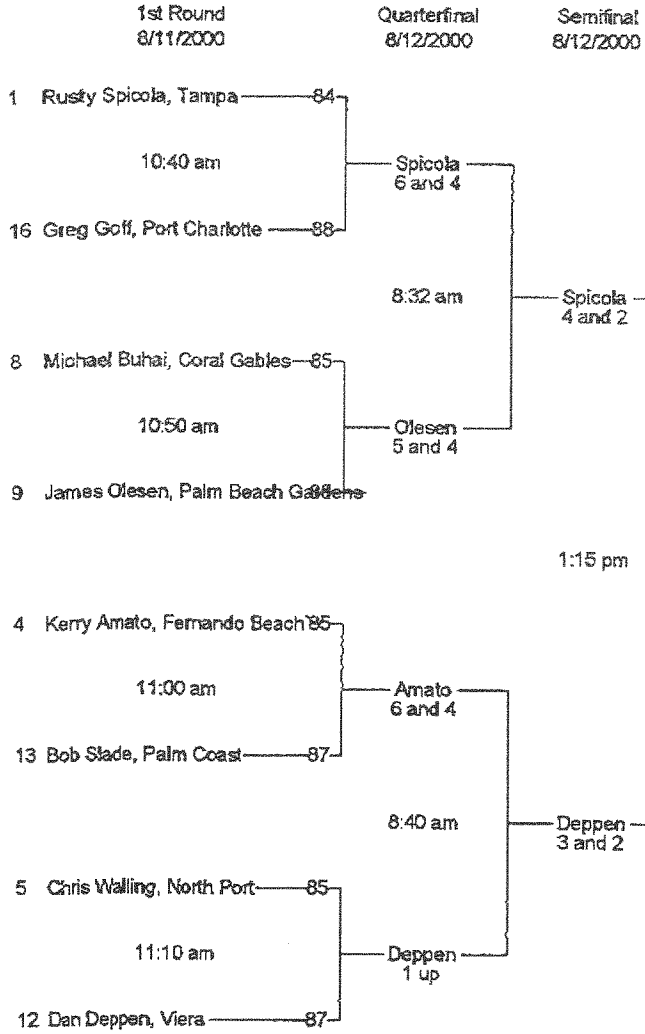 1st Round Quarterfinal Semifinal
8/11/2000 8/12/2000 8/12/2000
1 Rusty Spicola, Tampa 84
10:40 am Spicola
6 and 4
16 Greg Goff, Port Charlotte 88
8:32 am Spicola
4 and 2
8 Michael Buhai, Coral Gables 85
10:50 am Olesen
5 and 4
9 James Olesen, Palm Beach Gardens
1:15 pm
4 Kerry Amato, Fernando Beach 85
11:00 am Amato
6 and 4
13 Bob Slade, Palm Coast 87
8:40 am Deppen
3 and 2
5 Chris Walling, North Port 85
11:10 am Deppen
1 up
12 Dan Deppen, Viera 87